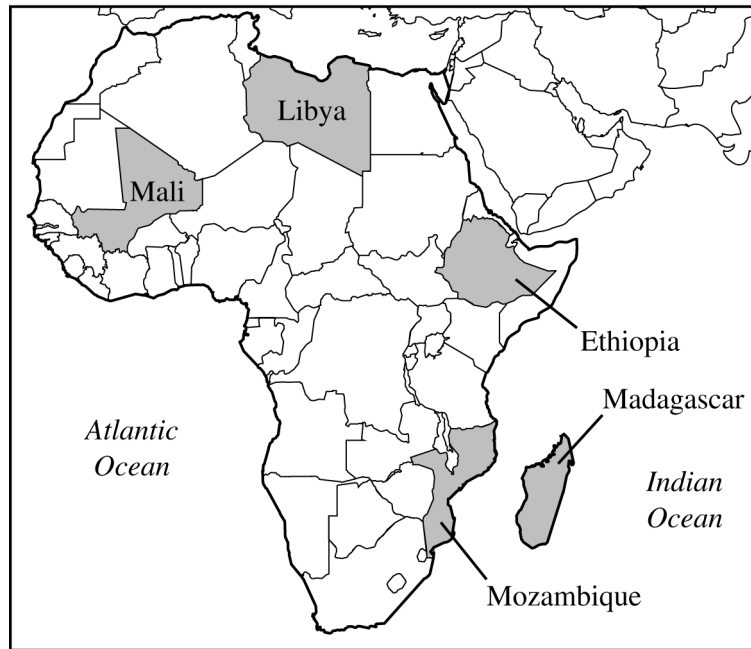 Libya
Mali
Ethiopia
Madagascar
Atlantic
Ocean
Indian
Ocean
Mozambique